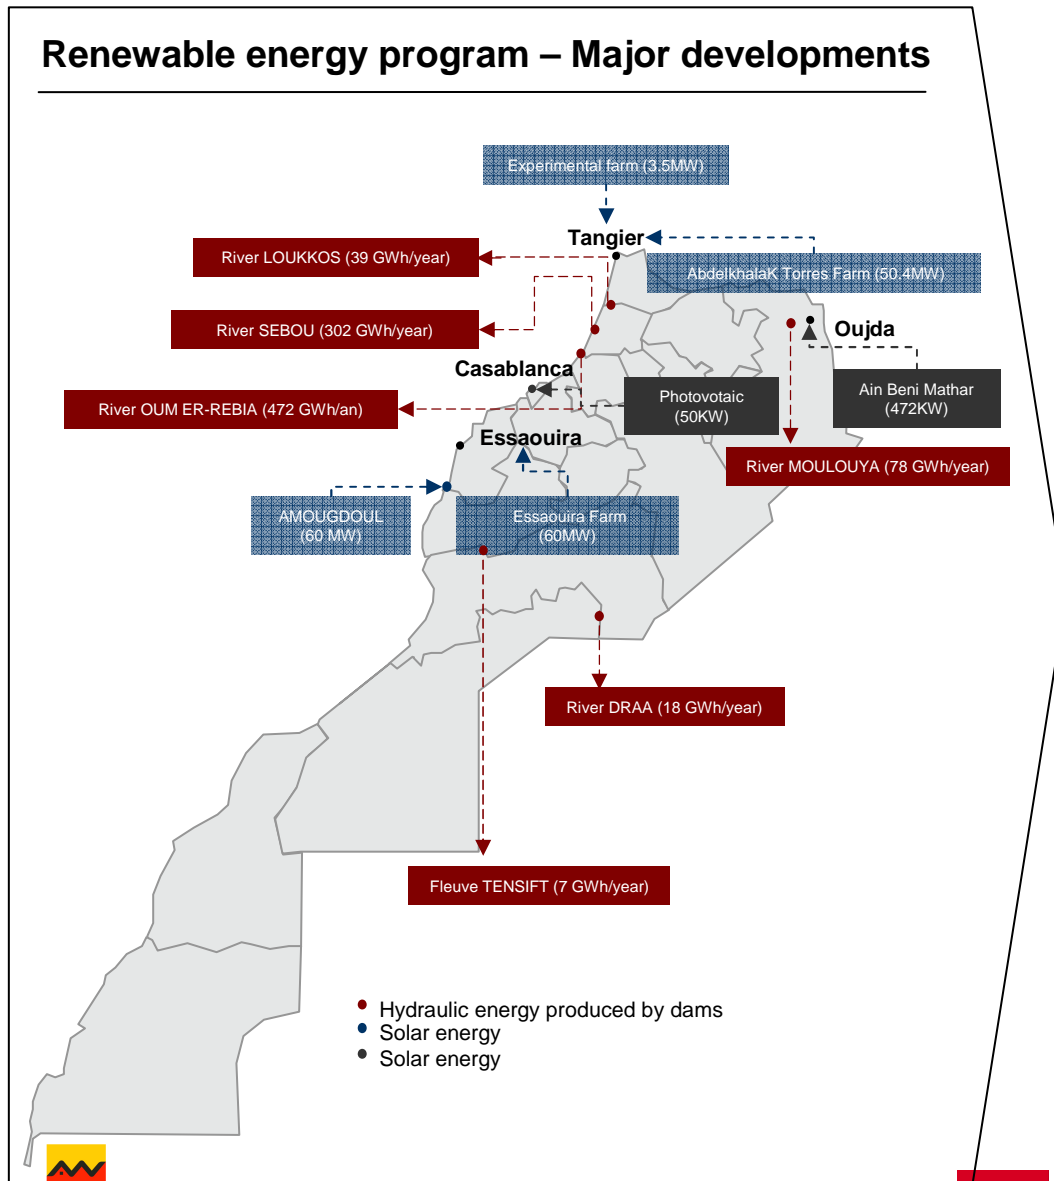 Renewable energy program – Major developments
Experimental farm (3.5MW)
Tangier
River LOUKKOS (39 GWh/year)
AbdelkhalaK Torres Farm (50.4MW)
River SEBOU (302 GWh/year)
Oujda
Casablanca
Photovotaic
(50KW)
Ain Beni Mathar
(472KW)
River OUM ER-REBIA (472 GWh/an)
Essaouira
River MOULOUYA (78 GWh/year)
AMOUGDOUL
(60 MW)
Essaouira Farm
(60MW)
River DRAA (18 GWh/year)
Fleuve TENSIFT (7 GWh/year)
Hydraulic energy produced by dams
Solar energy
Solar energy